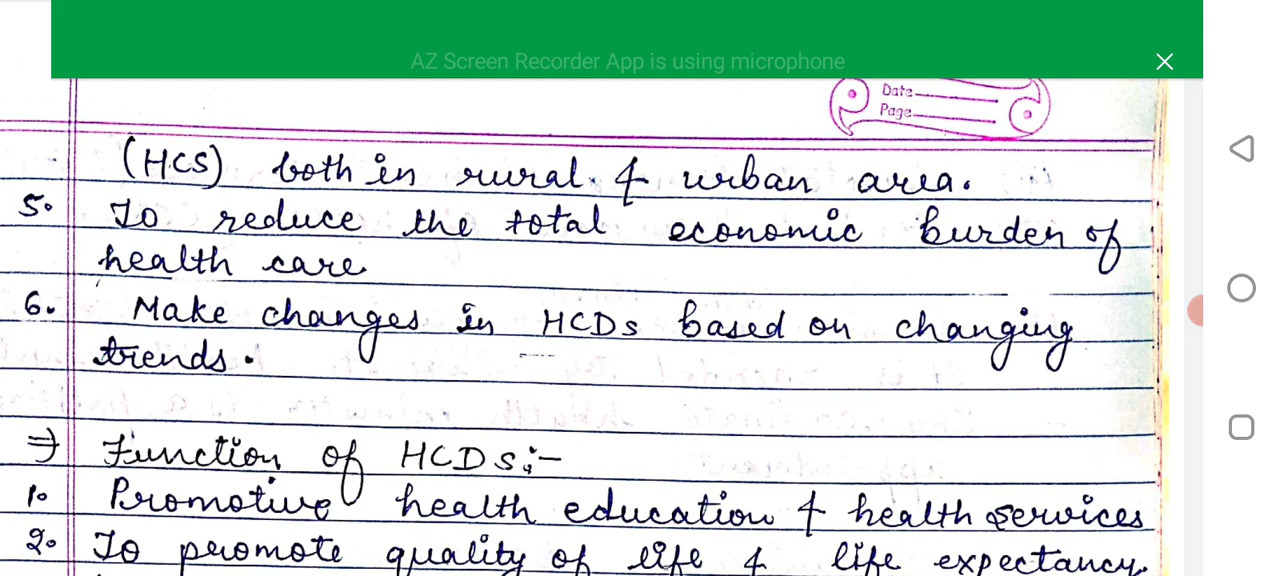 AZ Screen Recorder App is using microphone
Date
Page
(HCS) both in rural & urban area.
5. To reduce the total economic burden of
health care
6. Make changes in HCDs based on changing
trends.
⇒ Function of HCDS:-
1. Promotive health education & health services
2. To promote quality of life & life expectancy.